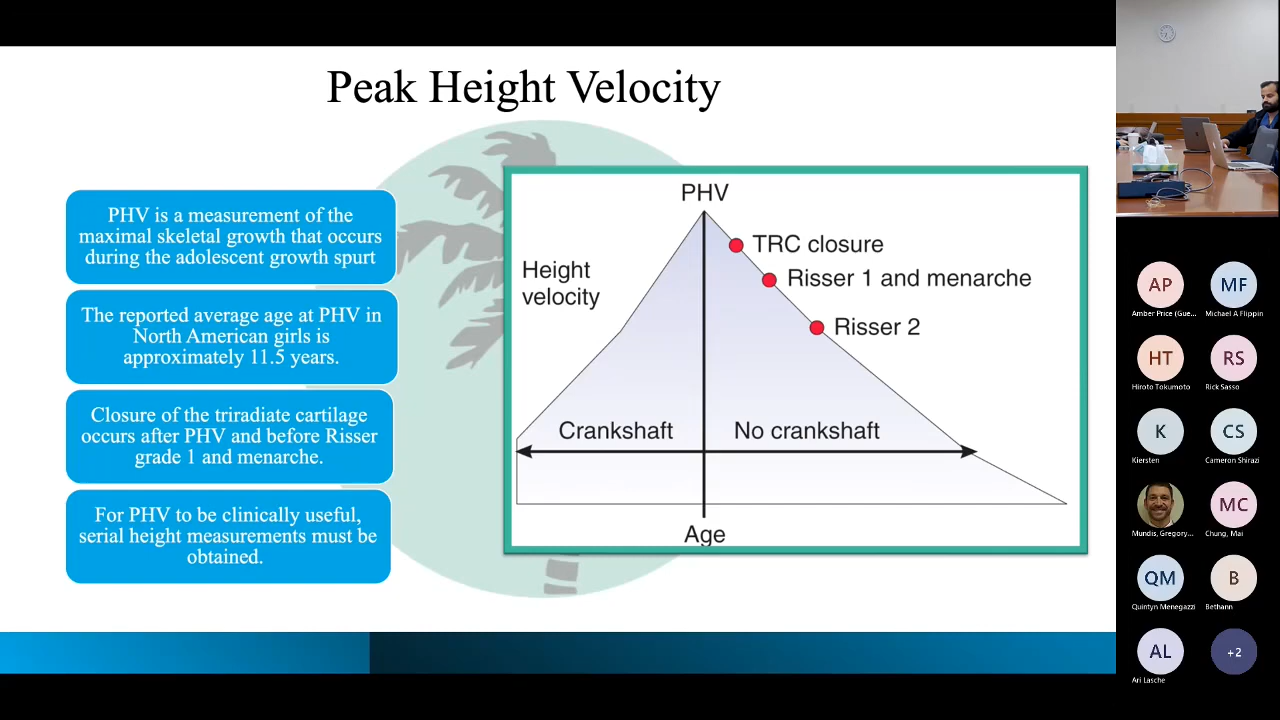 Peak Height Velocity
PHV is a measurement of the
maximal skeletal growth that occurs
during the adolescent growth spurt
The reported average age at PHV in
North American girls is
approximately 11.5 years.
Closure of the triradiate cartilage
occurs after PHV and before Risser
grade 1 and menarche.
For PHV to be clinically useful,
serial height measurements must be
obtained.
PHV
TRC closure
Height
velocity
Risser 1 and menarche
Risser 2
Crankshaft
No crankshaft
Age
AP
MF
Amber Price (Gue...
Michael A Flippin
HT
RS
Hiroto Tokumoto
Rick Sasso
K
CS
Kiersten
Cameron Shirazi
MC
Mundis, Gregory...
Chung, Mai
QM
B
Quintyn Menegazzi
Bethann
AL
+2
Ari Lasche